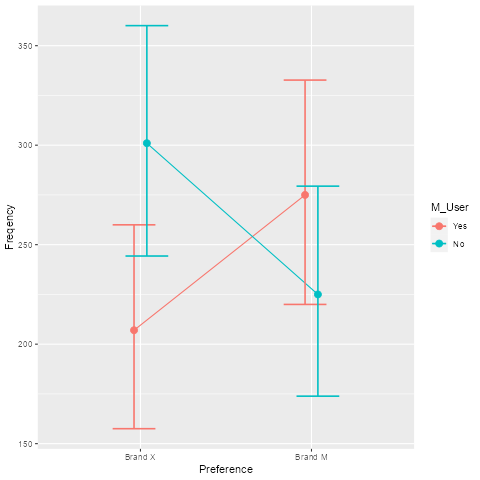 Freqency
350
300
250
200
150
Brand X
Brand M
Preference
M_User
Yes
No